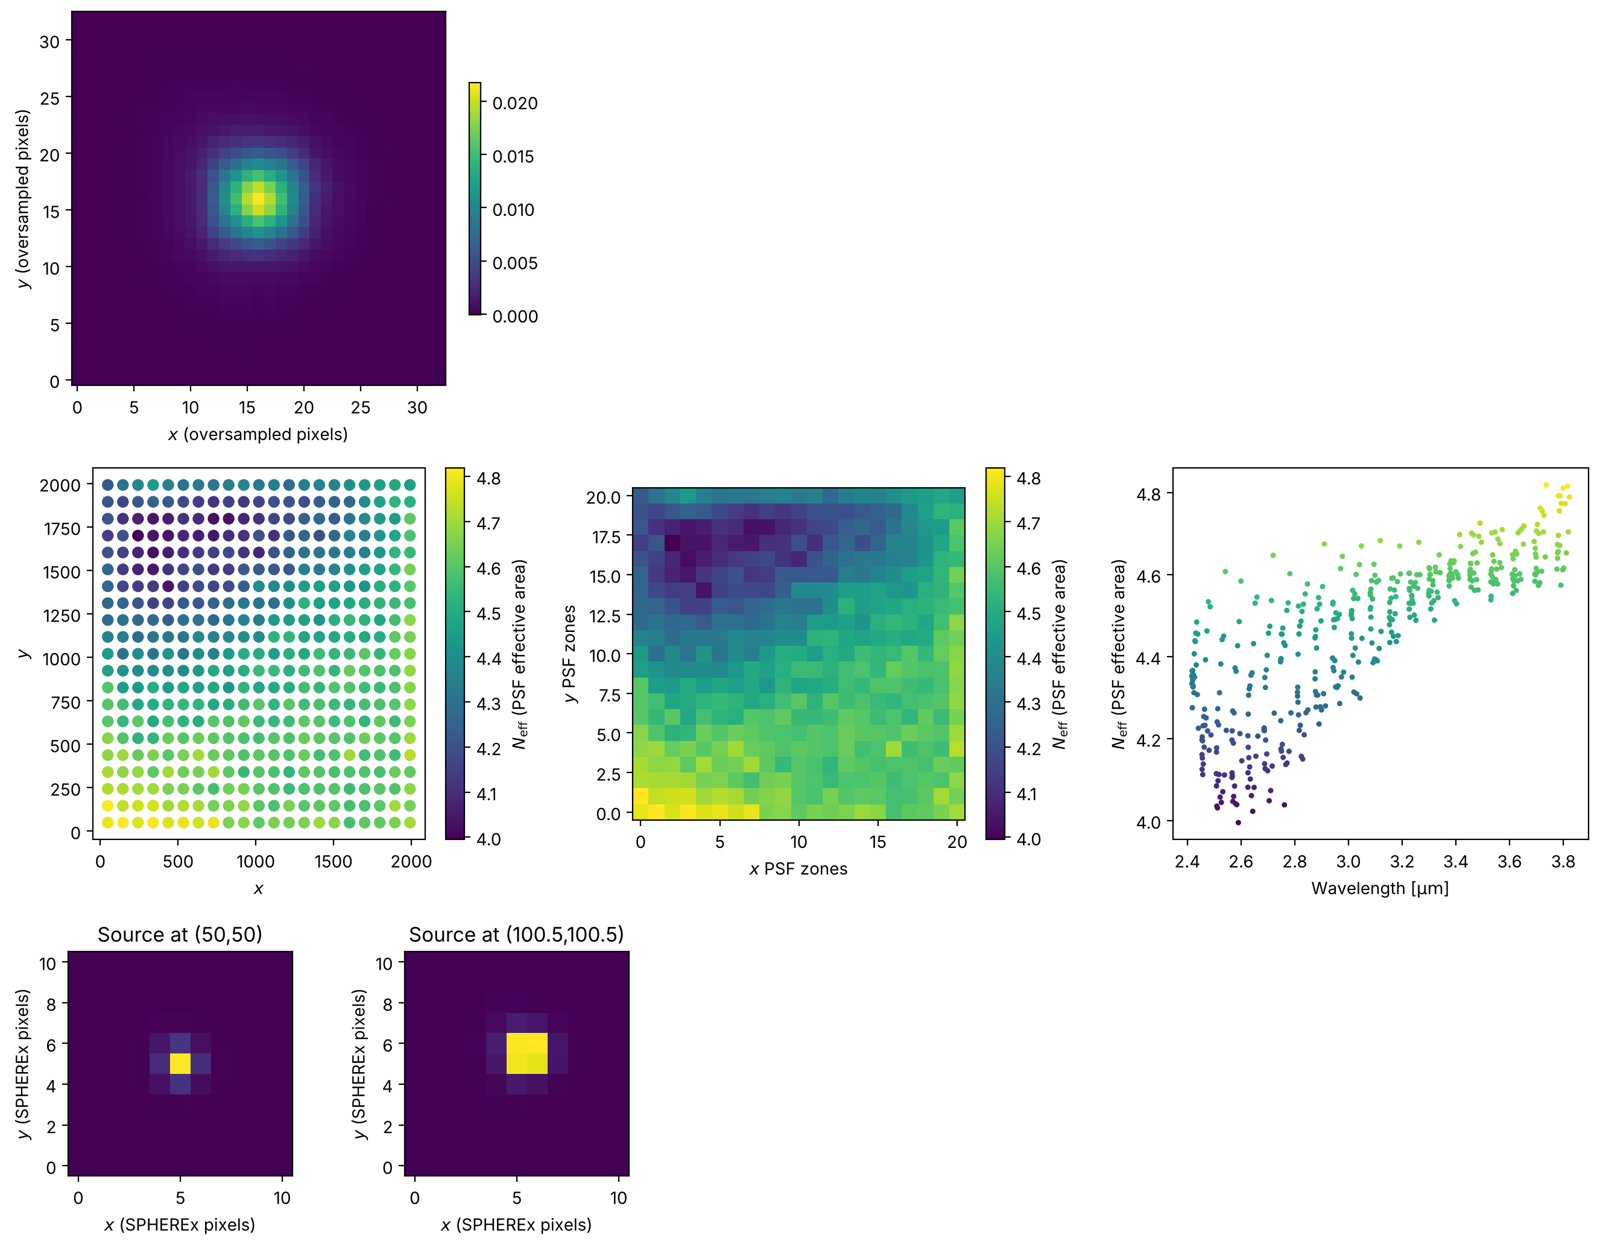 30
25
20
15
10
5
0
y (oversampled pixels)
0 5 10 15 20 25 30
x (oversampled pixels)
0.020
0.015
0.010
0.005
0.000
2000
1750
1500
1250
1000
750
500
250
0
y
0 500 1000 1500 2000
x
4.8
4.7
4.6
4.5
4.4
4.3
4.2
4.1
4.0
Neff (PSF effective area)
20.0
17.5
15.0
12.5
10.0
7.5
5.0
2.5
0.0
y PSF zones
0 5 10 15 20
x PSF zones
4.8
4.7
4.6
4.5
4.4
4.3
4.2
4.1
4.0
Neff (PSF effective area)
4.8
4.6
4.4
4.2
4.0
Neff (PSF effective area)
2.4 2.6 2.8 3.0 3.2 3.4 3.6 3.8
Wavelength [μm]
Source at (50,50)
10
8
6
4
2
0
y (SPHEREx pixels)
0 5 10
x (SPHEREx pixels)
Source at (100.5,100.5)
10
8
6
4
2
0
y (SPHEREx pixels)
0 5 10
x (SPHEREx pixels)